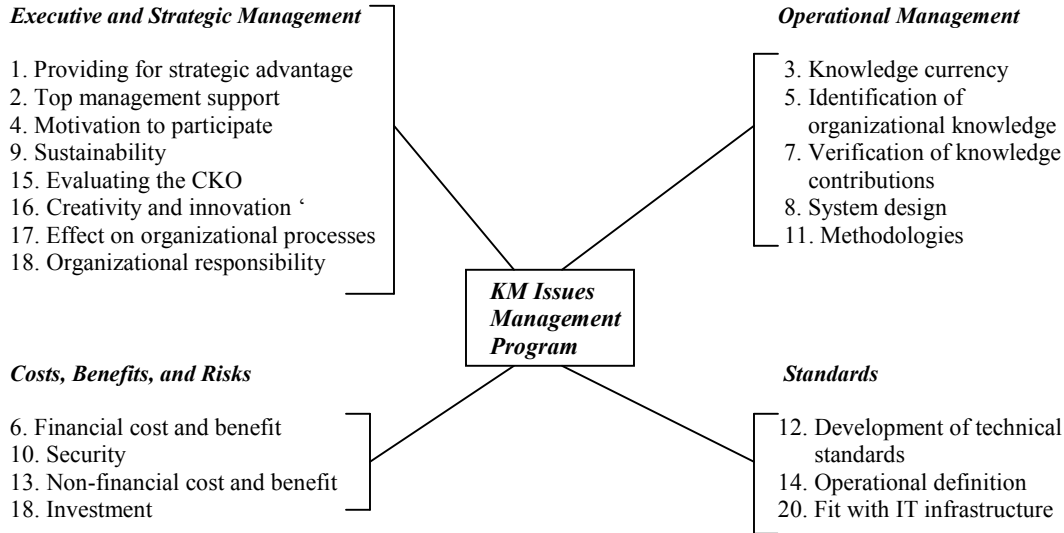 Executive and Strategic Management
1. Providing for strategic advantage
2. Top management support
4. Motivation to participate
9. Sustainability
15. Evaluating the CKO
16. Creativity and innovation ‘
17. Effect on organizational processes
18. Organizational responsibility
Operational Management
3. Knowledge currency
5. Identification of
organizational knowledge
7. Verification of knowledge
contributions
8. System design
11. Methodologies
KM Issues
Management
Program
Costs, Benefits, and Risks
6. Financial cost and benefit
10. Security
13. Non-financial cost and benefit
18. Investment
Standards
12. Development of technical
standards
14. Operational definition
20. Fit with IT infrastructure